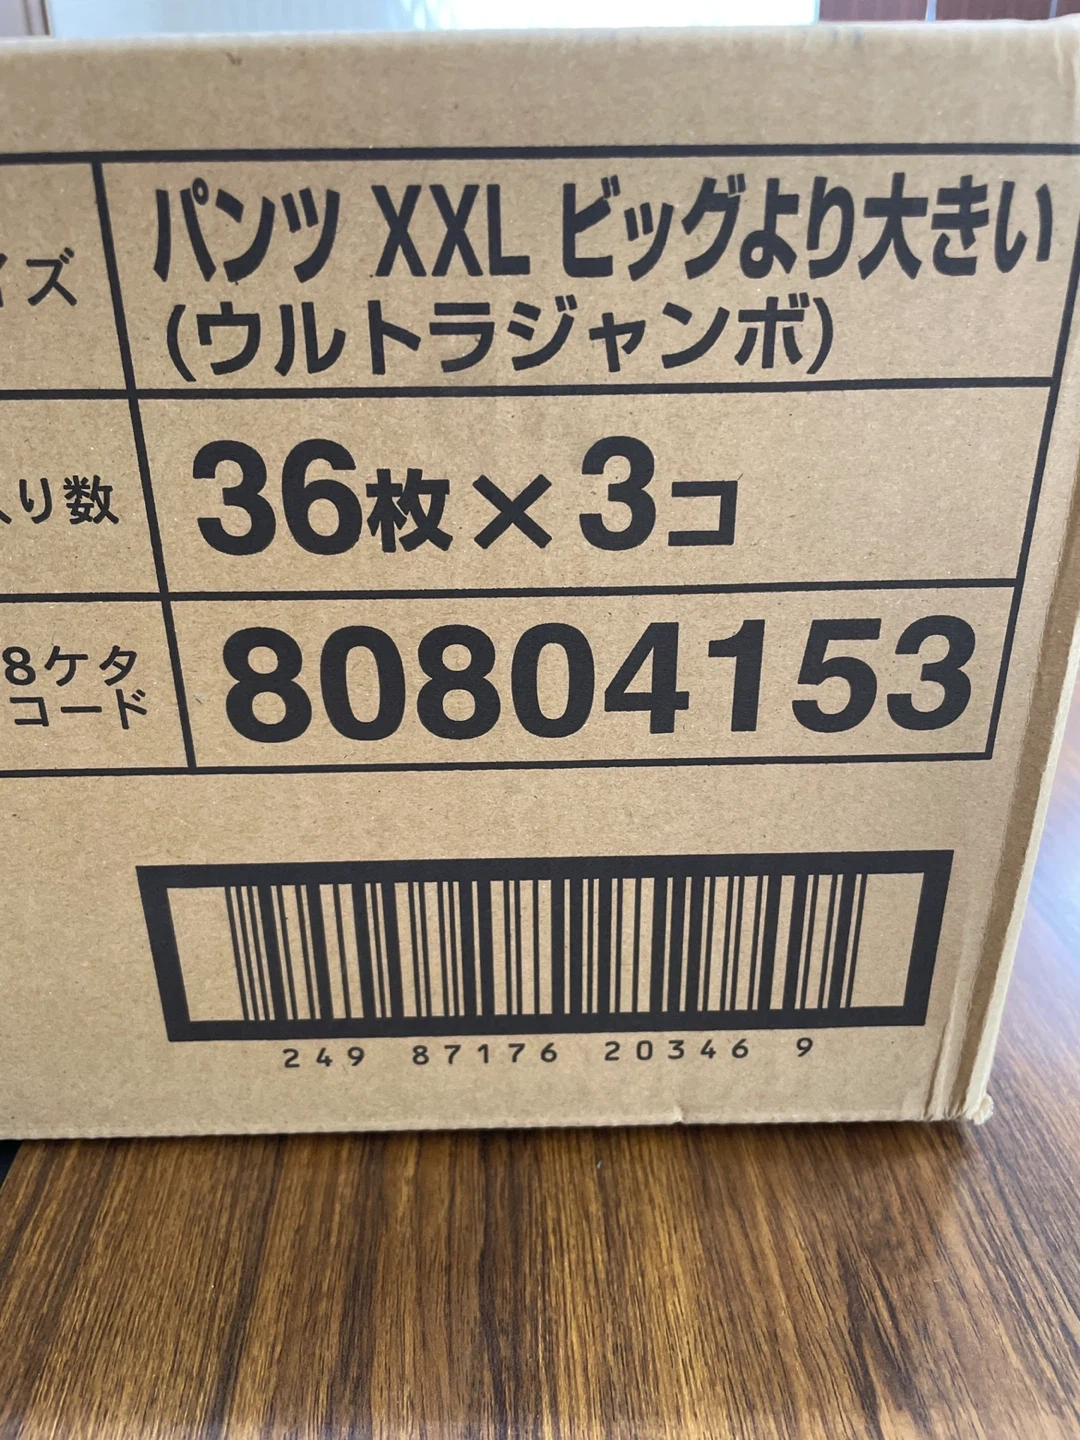 イズ
パンツ XXL ビッグより大きい
(ウルトラジャンボ)
入り数
36枚×3コ
8ケタ
コード
80804153
249 87176 20346 9